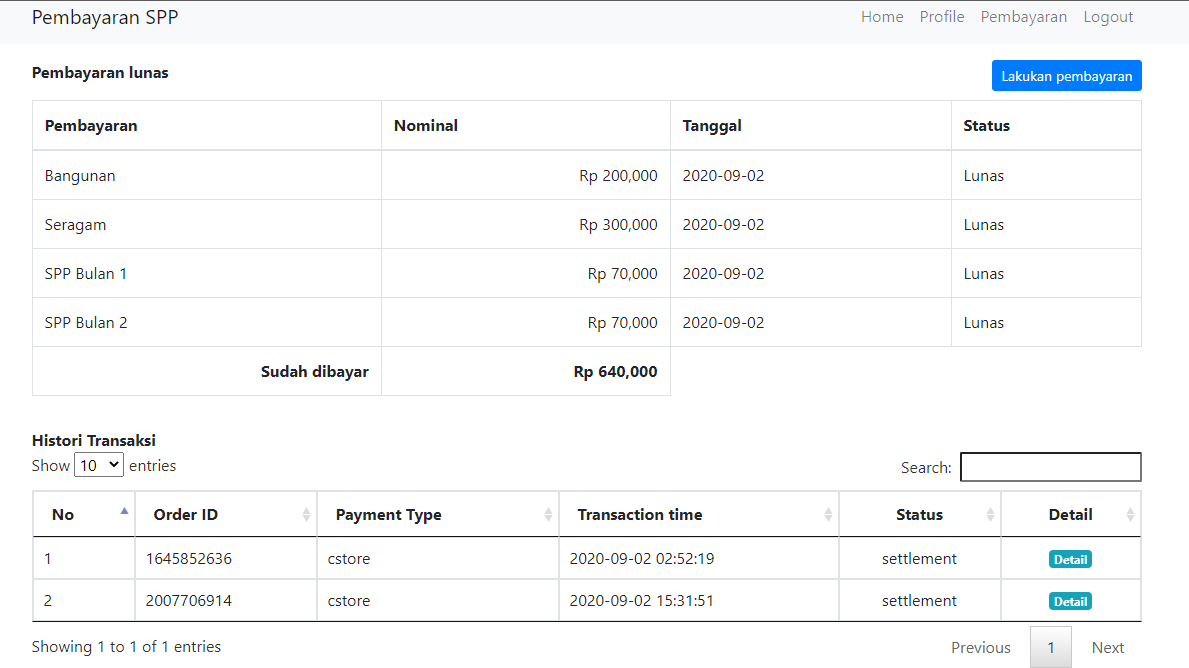 Pembayaran SPP Home Profile Pembayaran Logout
Pembayaran lunas Lakukan pembayaran
Pembayaran Nominal Tanggal Status
Bangunan Rp 200,000 2020-09-02 Lunas
Seragam Rp 300,000 2020-09-02 Lunas
SPP Bulan 1 Rp 70,000 2020-09-02 Lunas
SPP Bulan 2 Rp 70,000 2020-09-02 Lunas
Sudah dibayar Rp 640,000
Histori Transaksi
Show 10 entries Search:
No Order ID Payment Type Transaction time Status Detail
1 1645852636 cstore 2020-09-02 02:52:19 settlement Detail
2 2007706914 cstore 2020-09-02 15:31:51 settlement Detail
Showing 1 to 1 of 1 entries Previous 1 Next